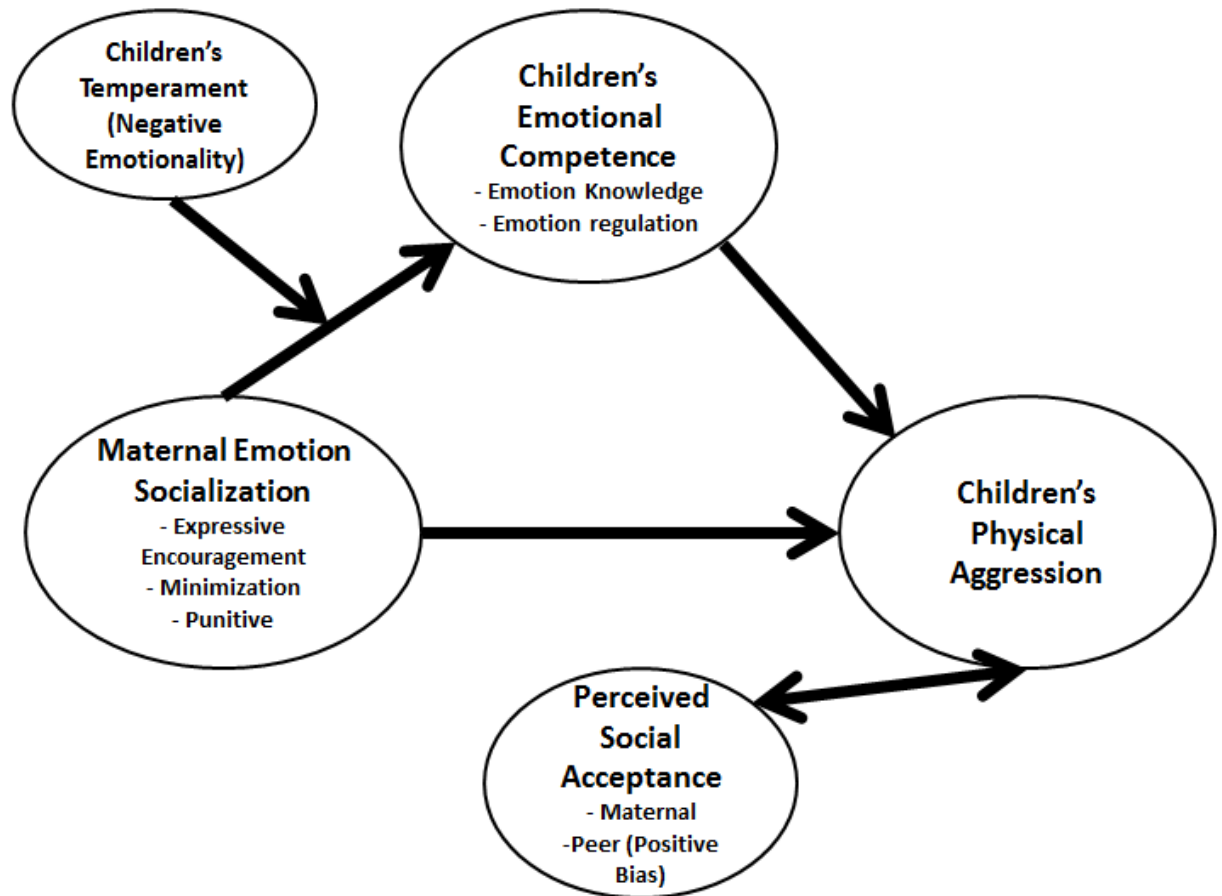 Children’s
Temperament
(Negative
Emotionality)
Children’s
Emotional
Competence
- Emotion Knowledge
- Emotion regulation
Maternal Emotion
Socialization
- Expressive
Encouragement
- Minimization
- Punitive
Children’s
Physical
Aggression
Perceived
Social
Acceptance
- Maternal
-Peer (Positive
Bias)